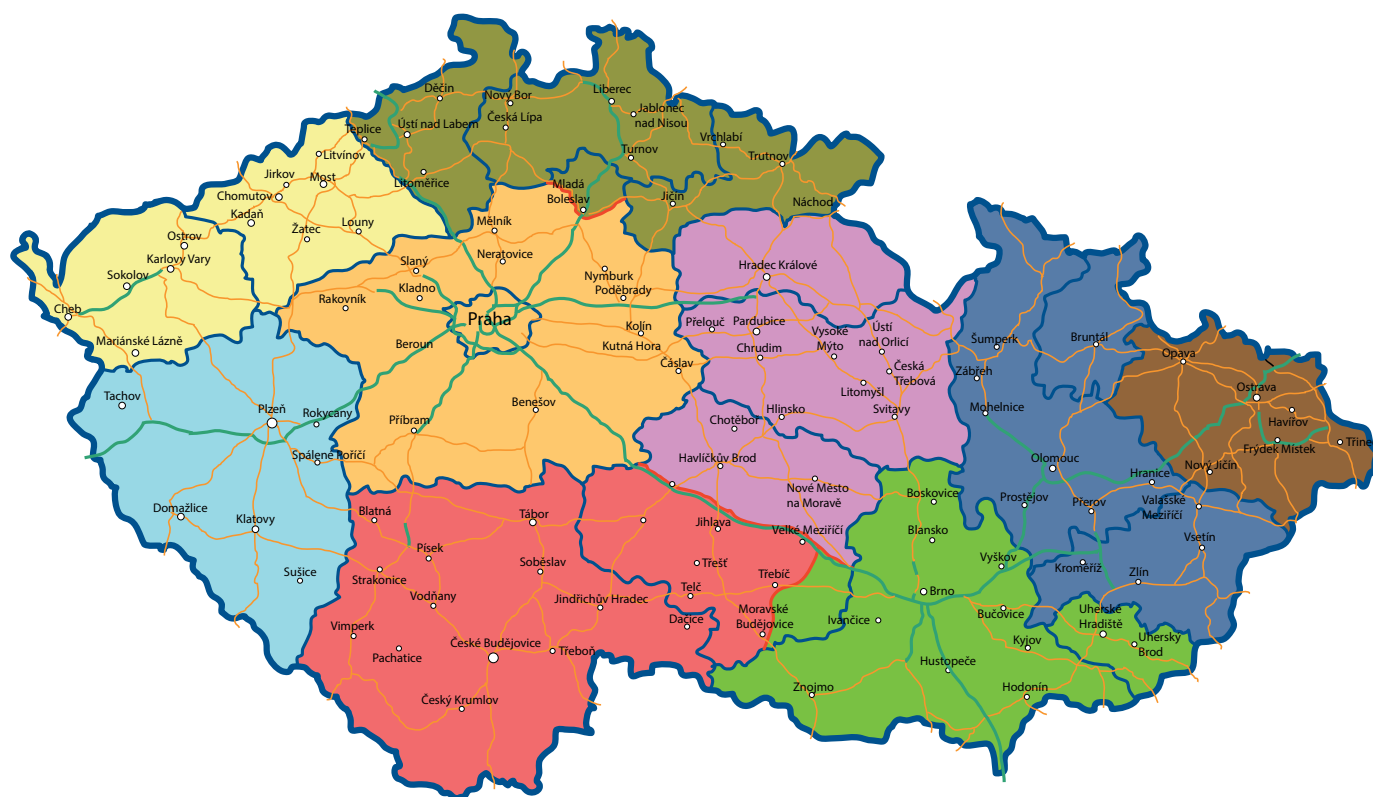 Děčín
Nový Bor
Liberec
Jablonec
nad Nisou
Teplice
Ústí nad Labem
Česká Lípa
Vrchlabí
Litvínov
Turnov
Trutnov
Jirkov
Most
Litoměřice
Mladá
Boleslav
Chomutov
Jičín
Náchod
Kadaň
Louny
Žatec
Mělník
Ostrov
Karlovy Vary
Neratovice
Slaný
Sokolov
Kladno
Nymburk
Poděbrady
Hradec Králové
Rakovník
Cheb
Praha
Kolín
Kutná Hora
Přelouč
Pardubice
Vysoké
Mýto
Ústí
nad Orlicí
Mariánské Lázně
Beroun
Chrudim
Šumperk
Bruntál
Opava
Čáslav
Česká
Třebová
Zábřeh
Litomyšl
Ostrava
Tachov
Benešov
Plzeň
Rokycany
Příbram
Chotěbor
Hlinsko
Svitavy
Mohelnice
Havířov
Třine
Spálené Poříčí
Havlíčkův Brod
Olomouc
Frýdek Místek
Nový Jičín
Hranice
Nové Město
na Moravě
Boskovice
Prostějov
Přerov
Valašské
Meziříčí
Domažlice
Klatovy
Blatná
Tábor
Jihlava
Velké Meziříčí
Blansko
Vsetín
Písek
Soběslav
Třešť
Třebíč
Vyškov
Kroměříž
Zlín
Sušice
Strakonice
Telč
Vodňany
Jindřichův Hradec
Brno
Vimperk
Dačice
Moravské
Budějovice
Ivančice
Bučovice
Uherské
Hradiště
Pachatice
České Budějovice
Třeboň
Kyjov
Uherský
Brod
Hustopeče
Český Krumlov
Znojmo
Hodonín